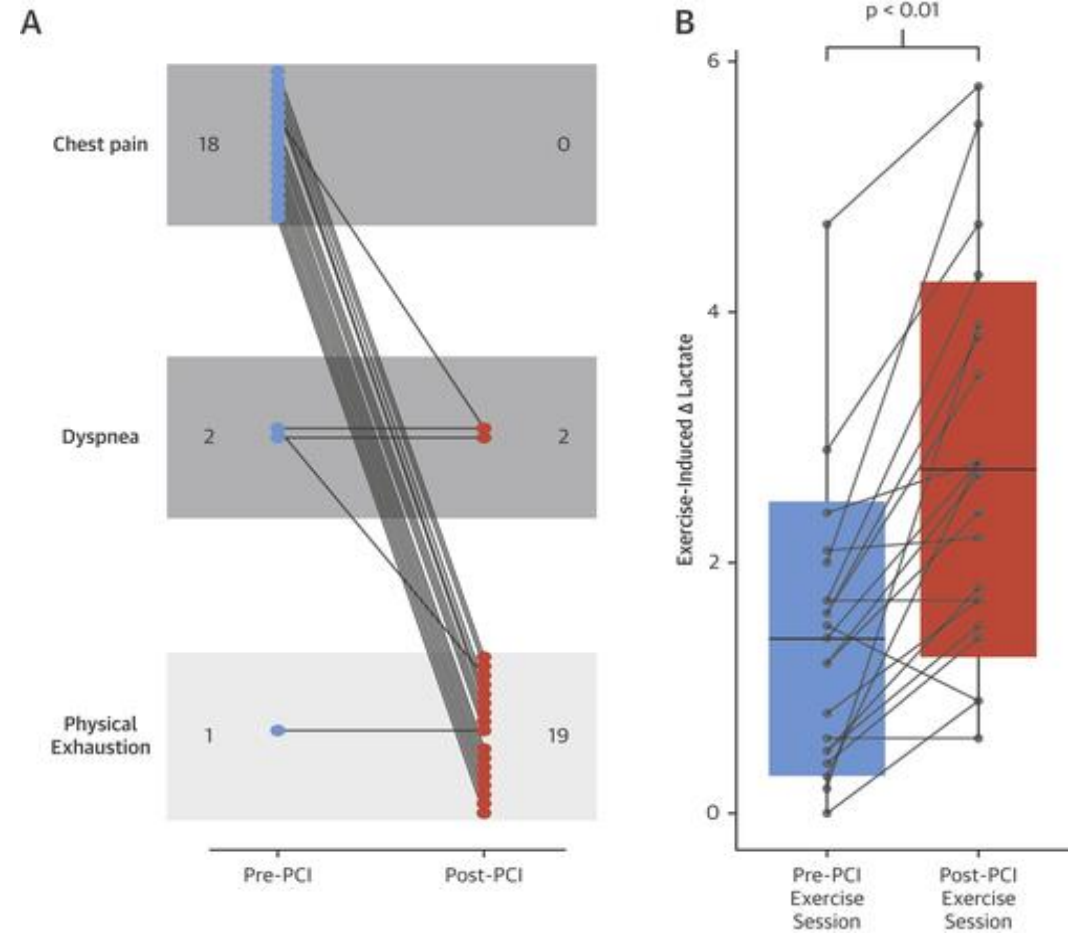 A
Chest pain
18
0
Dyspnea
2
2
Physical
Exhaustion
1
19
Pre-PCI
Post-PCI
B
p < 0.01
6
4
2
0
Exercise-Induced Δ Lactate
Pre-PCI
Exercise
Session
Post-PCI
Exercise
Session